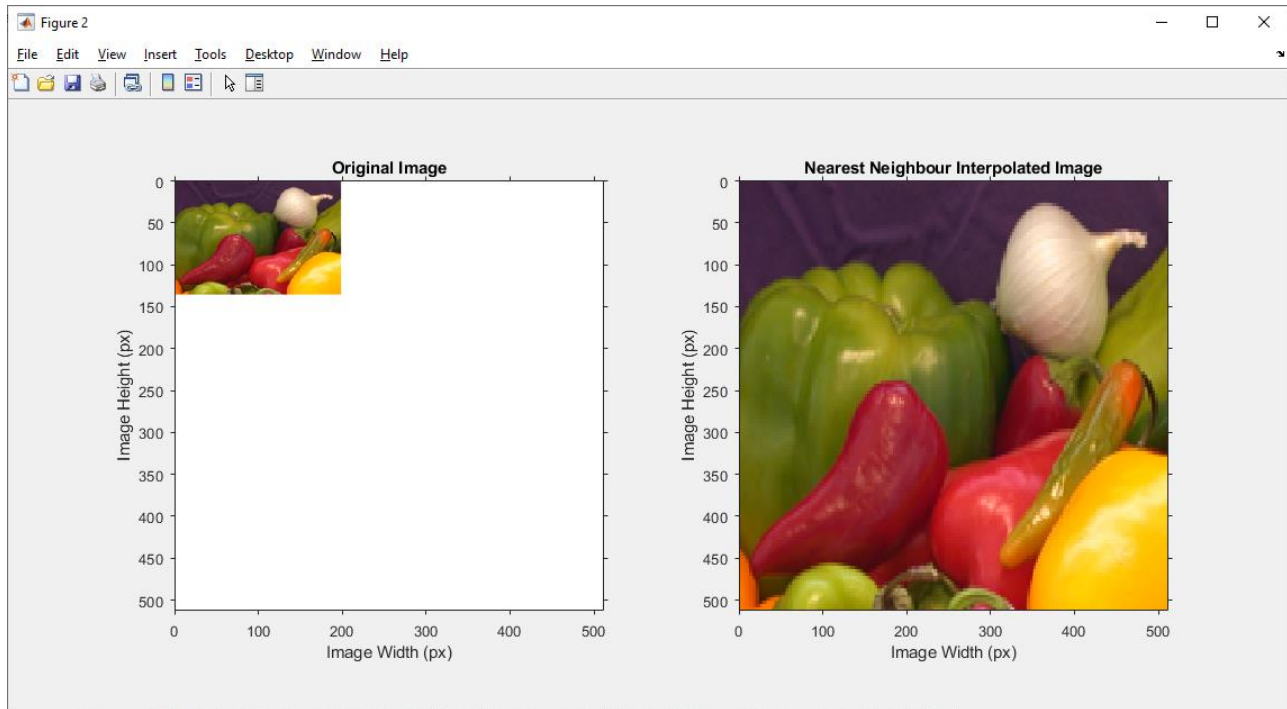 Figure 2
File Edit View Insert Tools Desktop Window Help
Original Image
0
50
100
150
200
250
300
350
400
450
500
Image Height (px)
0 100 200 300 400 500
Image Width (px)
Nearest Neighbour Interpolated Image
0
50
100
150
200
250
300
350
400
450
500
Image Height (px)
0 100 200 300 400 500
Image Width (px)